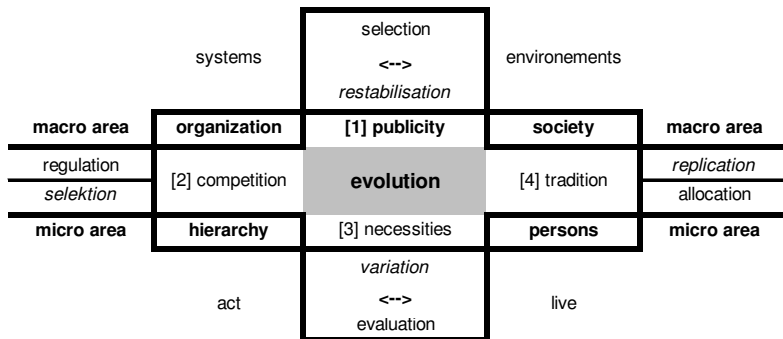 selection
systems <--> environements
restabilisation
macro area organization [1] publicity society macro area
regulation replication
[2] competition evolution [4] tradition
selektion allocation
micro area hierarchy [3] necessities persons micro area
variation
act <--> live
evaluation